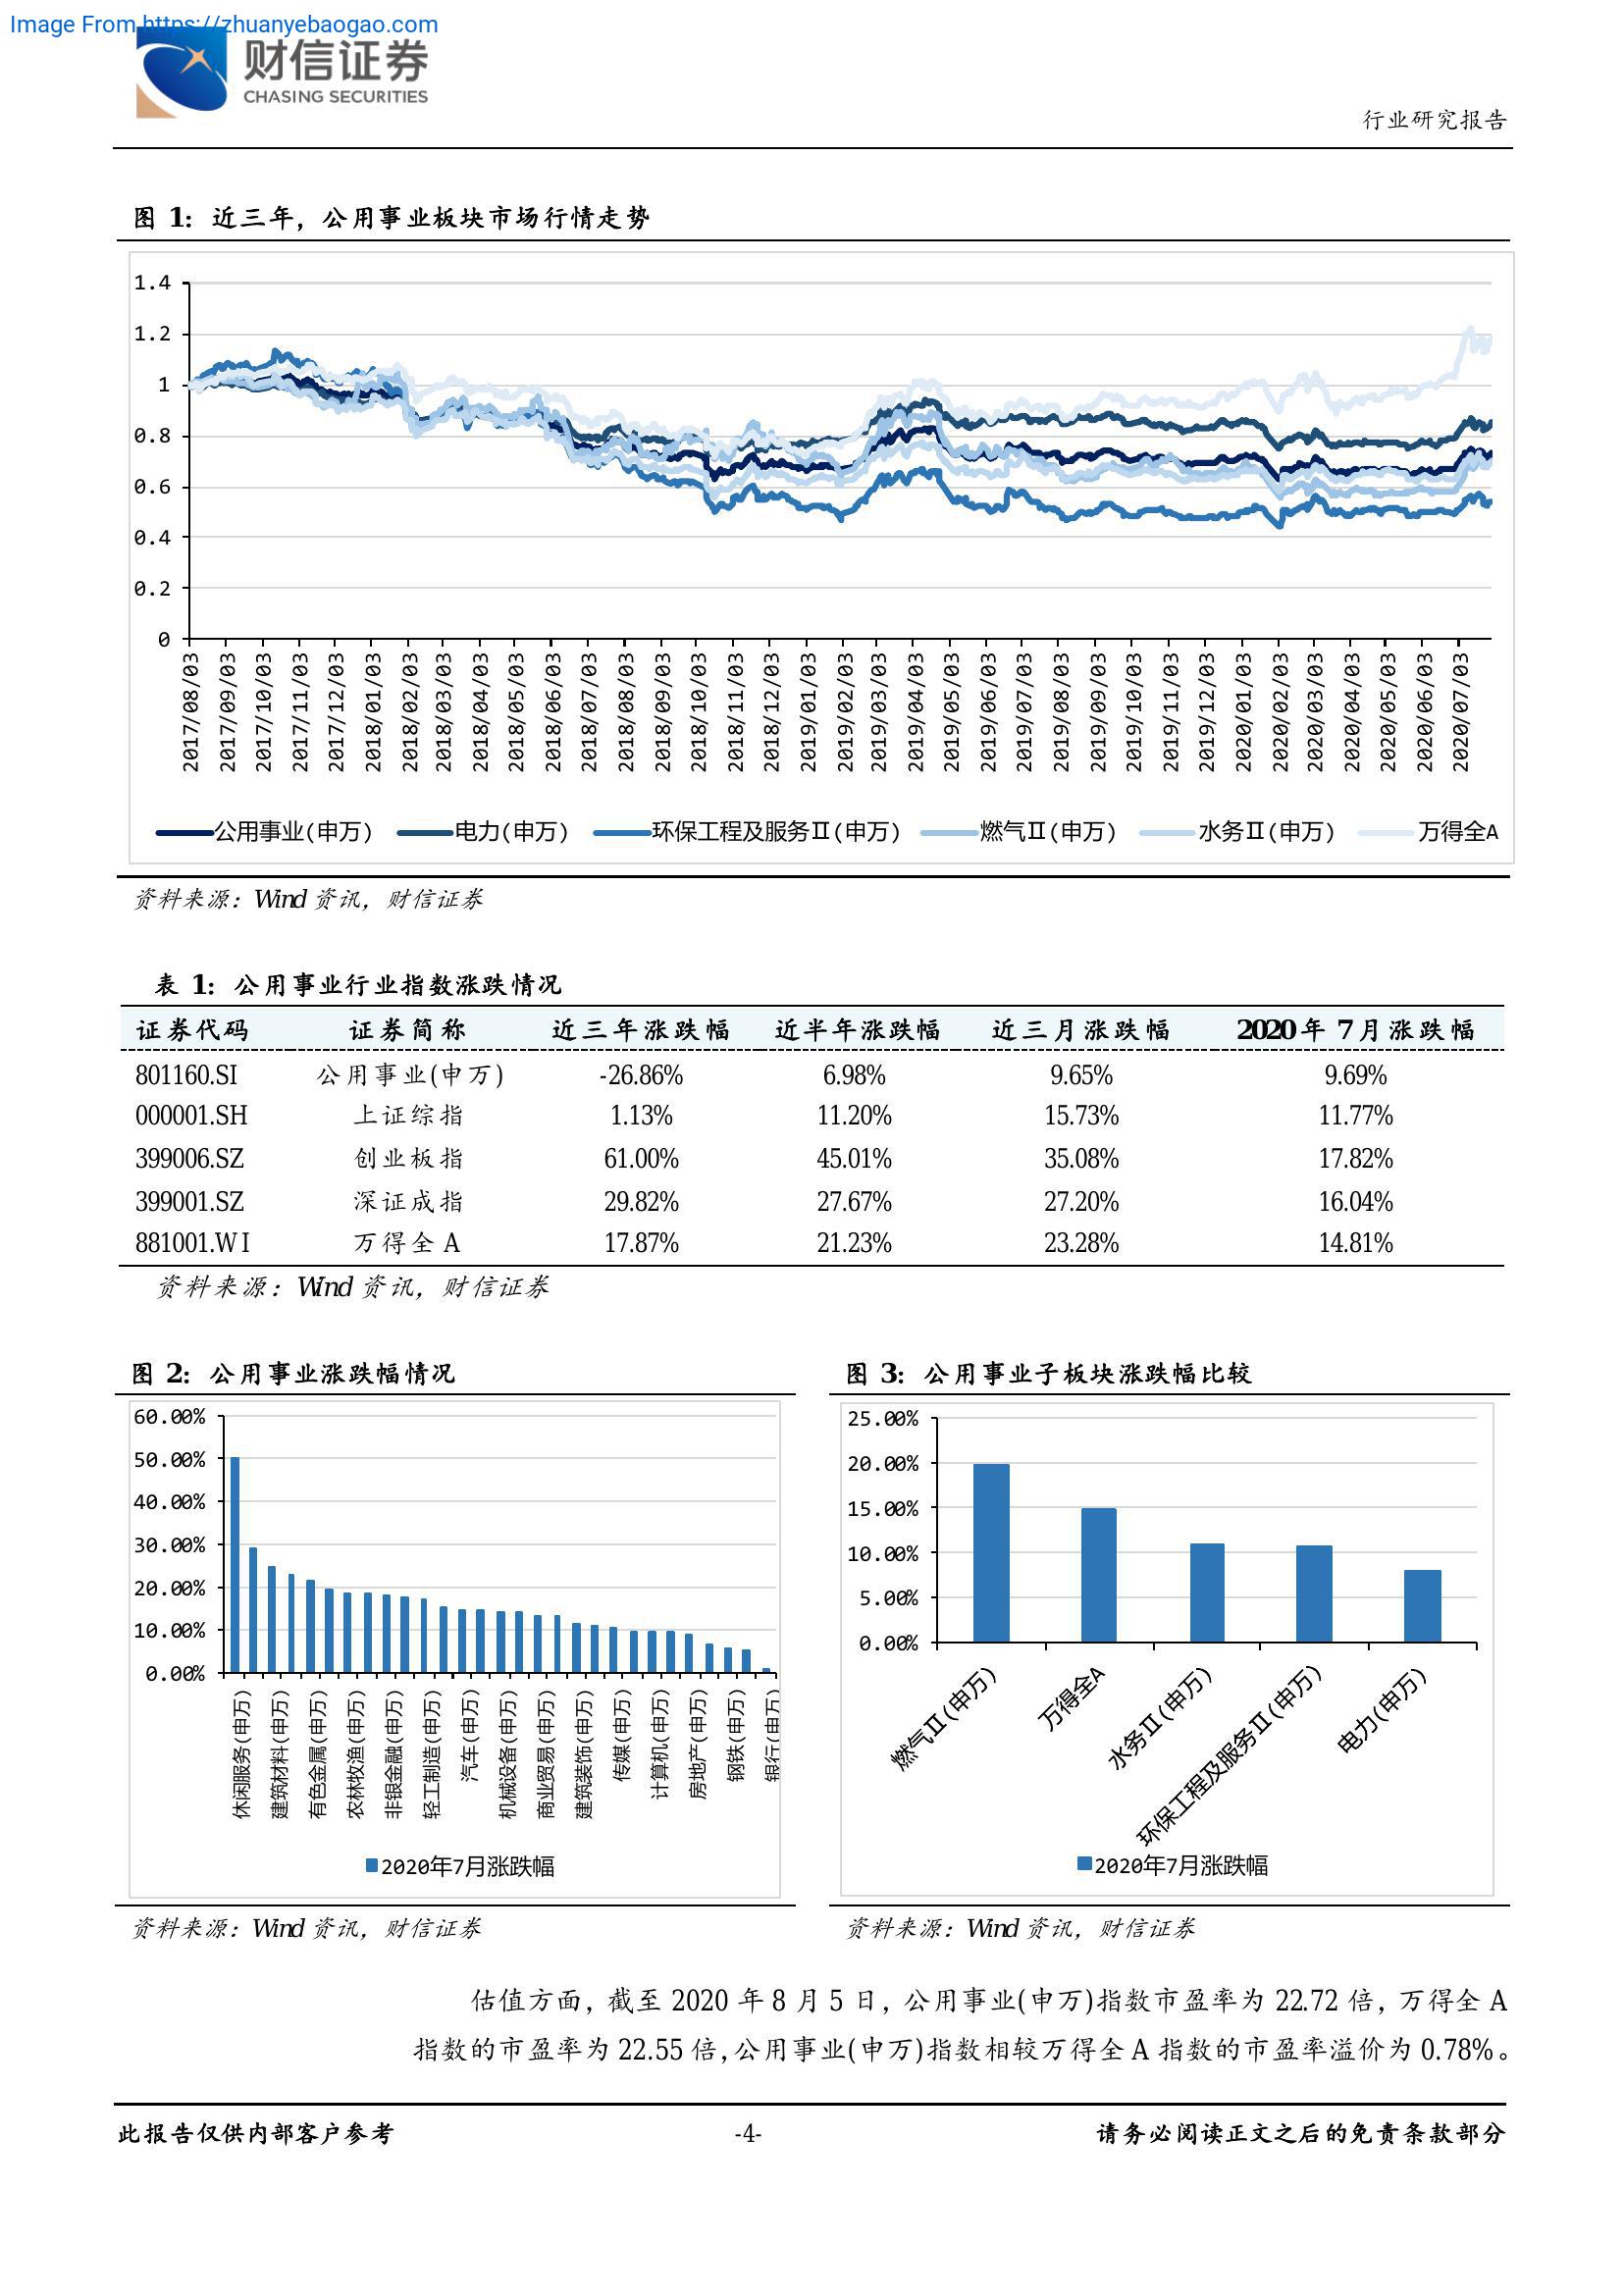 Image From https://zhuanyebaogao.com
财信证券
CHASING SECURITIES
行业研究报告
图 1：近三年，公用事业板块市场行情走势
1.4
1.2
1
0.8
0.6
0.4
0.2
0
2017/08/03
2017/09/03
2017/10/03
2017/11/03
2017/12/03
2018/01/03
2018/02/03
2018/03/03
2018/04/03
2018/05/03
2018/06/03
2018/07/03
2018/08/03
2018/09/03
2018/10/03
2018/11/03
2018/12/03
2019/01/03
2019/02/03
2019/03/03
2019/04/03
2019/05/03
2019/06/03
2019/07/03
2019/08/03
2019/09/03
2019/10/03
2019/11/03
2019/12/03
2020/01/03
2020/02/03
2020/03/03
2020/04/03
2020/05/03
2020/06/03
2020/07/03
公用事业(申万) 电力(申万) 环保工程及服务Ⅱ(申万) 燃气Ⅱ(申万) 水务Ⅱ(申万) 万得全A
资料来源：Wind 资讯，财信证券
表 1：公用事业行业指数涨跌情况
证券代码 证券简称 近三年涨跌幅 近半年涨跌幅 近三月涨跌幅 2020 年 7 月涨跌幅
801160.SI 公用事业(申万) -26.86% 6.98% 9.65% 9.69%
000001.SH 上证综指 1.13% 11.20% 15.73% 11.77%
399006.SZ 创业板指 61.00% 45.01% 35.08% 17.82%
399001.SZ 深证成指 29.82% 27.67% 27.20% 16.04%
881001.WI 万得全 A 17.87% 21.23% 23.28% 14.81%
资料来源：Wind 资讯，财信证券
图 2：公用事业涨跌幅情况
60.00%
50.00%
40.00%
30.00%
20.00%
10.00%
0.00%
休闲服务(申万)
建筑材料(申万)
有色金属(申万)
农林牧渔(申万)
非银金融(申万)
轻工制造(申万)
汽车(申万)
机械设备(申万)
商业贸易(申万)
建筑装饰(申万)
传媒(申万)
计算机(申万)
房地产(申万)
钢铁(申万)
银行(申万)
2020年7月涨跌幅
资料来源：Wind 资讯，财信证券
图 3：公用事业子板块涨跌幅比较
25.00%
20.00%
15.00%
10.00%
5.00%
0.00%
燃气Ⅱ(申万)
万得全A
水务Ⅱ(申万)
环保工程及服务Ⅱ(申万)
电力(申万)
2020年7月涨跌幅
资料来源：Wind 资讯，财信证券
估值方面，截至 2020 年 8 月 5 日，公用事业(申万)指数市盈率为 22.72 倍，万得全 A
指数的市盈率为 22.55 倍，公用事业(申万)指数相较万得全 A 指数的市盈率溢价为 0.78%。
此报告仅供内部客户参考 -4- 请务必阅读正文之后的免责条款部分